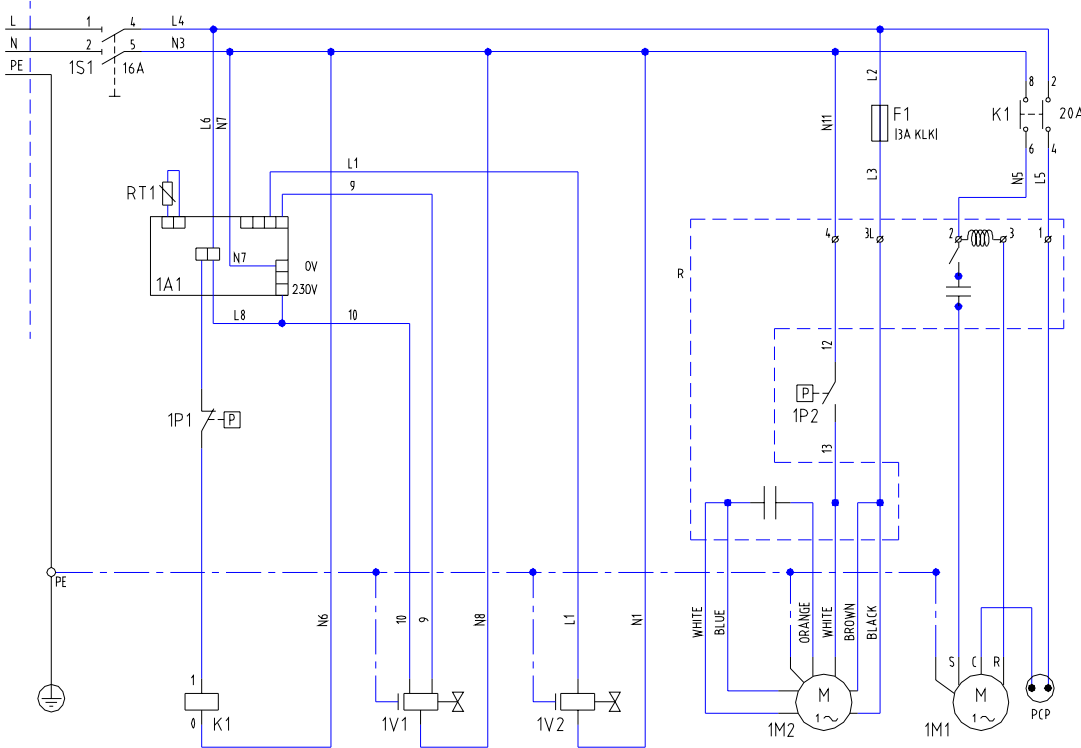 L 1 4 L4
N 2 5 N3
PE 1S1 16A
L2
8 2
L6 N7 N11 F1 K1 20A
(3A KLK)
6 4
L1
L3 N5 L5
9
RT1
4 3L 2 3 1
N7 0V
R
1A1 230V
L8 10
12
P
1P1 P 1P2
13
PE
N6 10 9 N8 L1 N1 WHITE BLUE ORANGE WHITE BROWN BLACK
S C R
1
M M
0 K1 1V1 1V2 1~ 1~ PCP
1M2 1M1